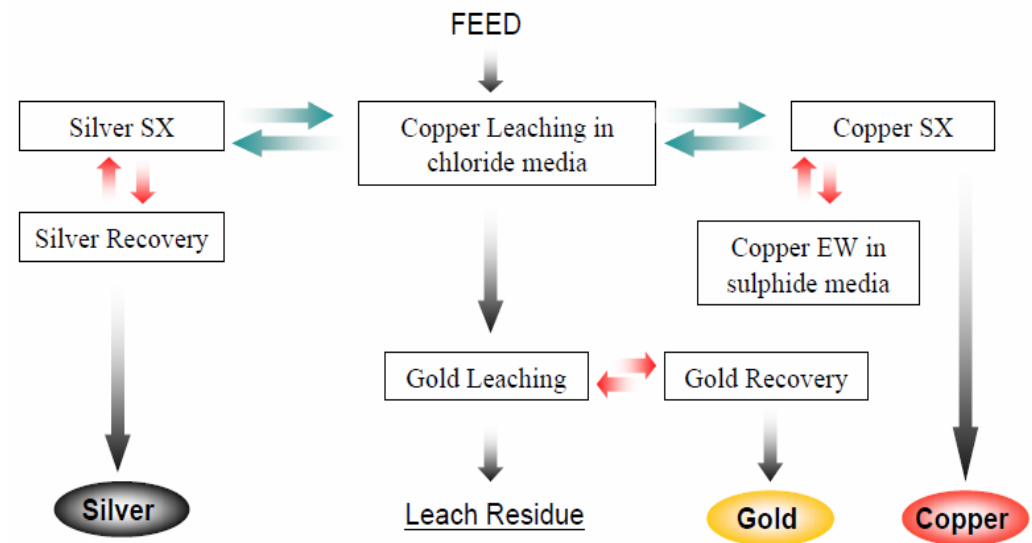 FEED
Silver SX
Copper Leaching in
chloride media
Copper SX
Silver Recovery
Copper EW in
sulphide media
Gold Leaching
Gold Recovery
Silver
Leach Residue
Gold
Copper